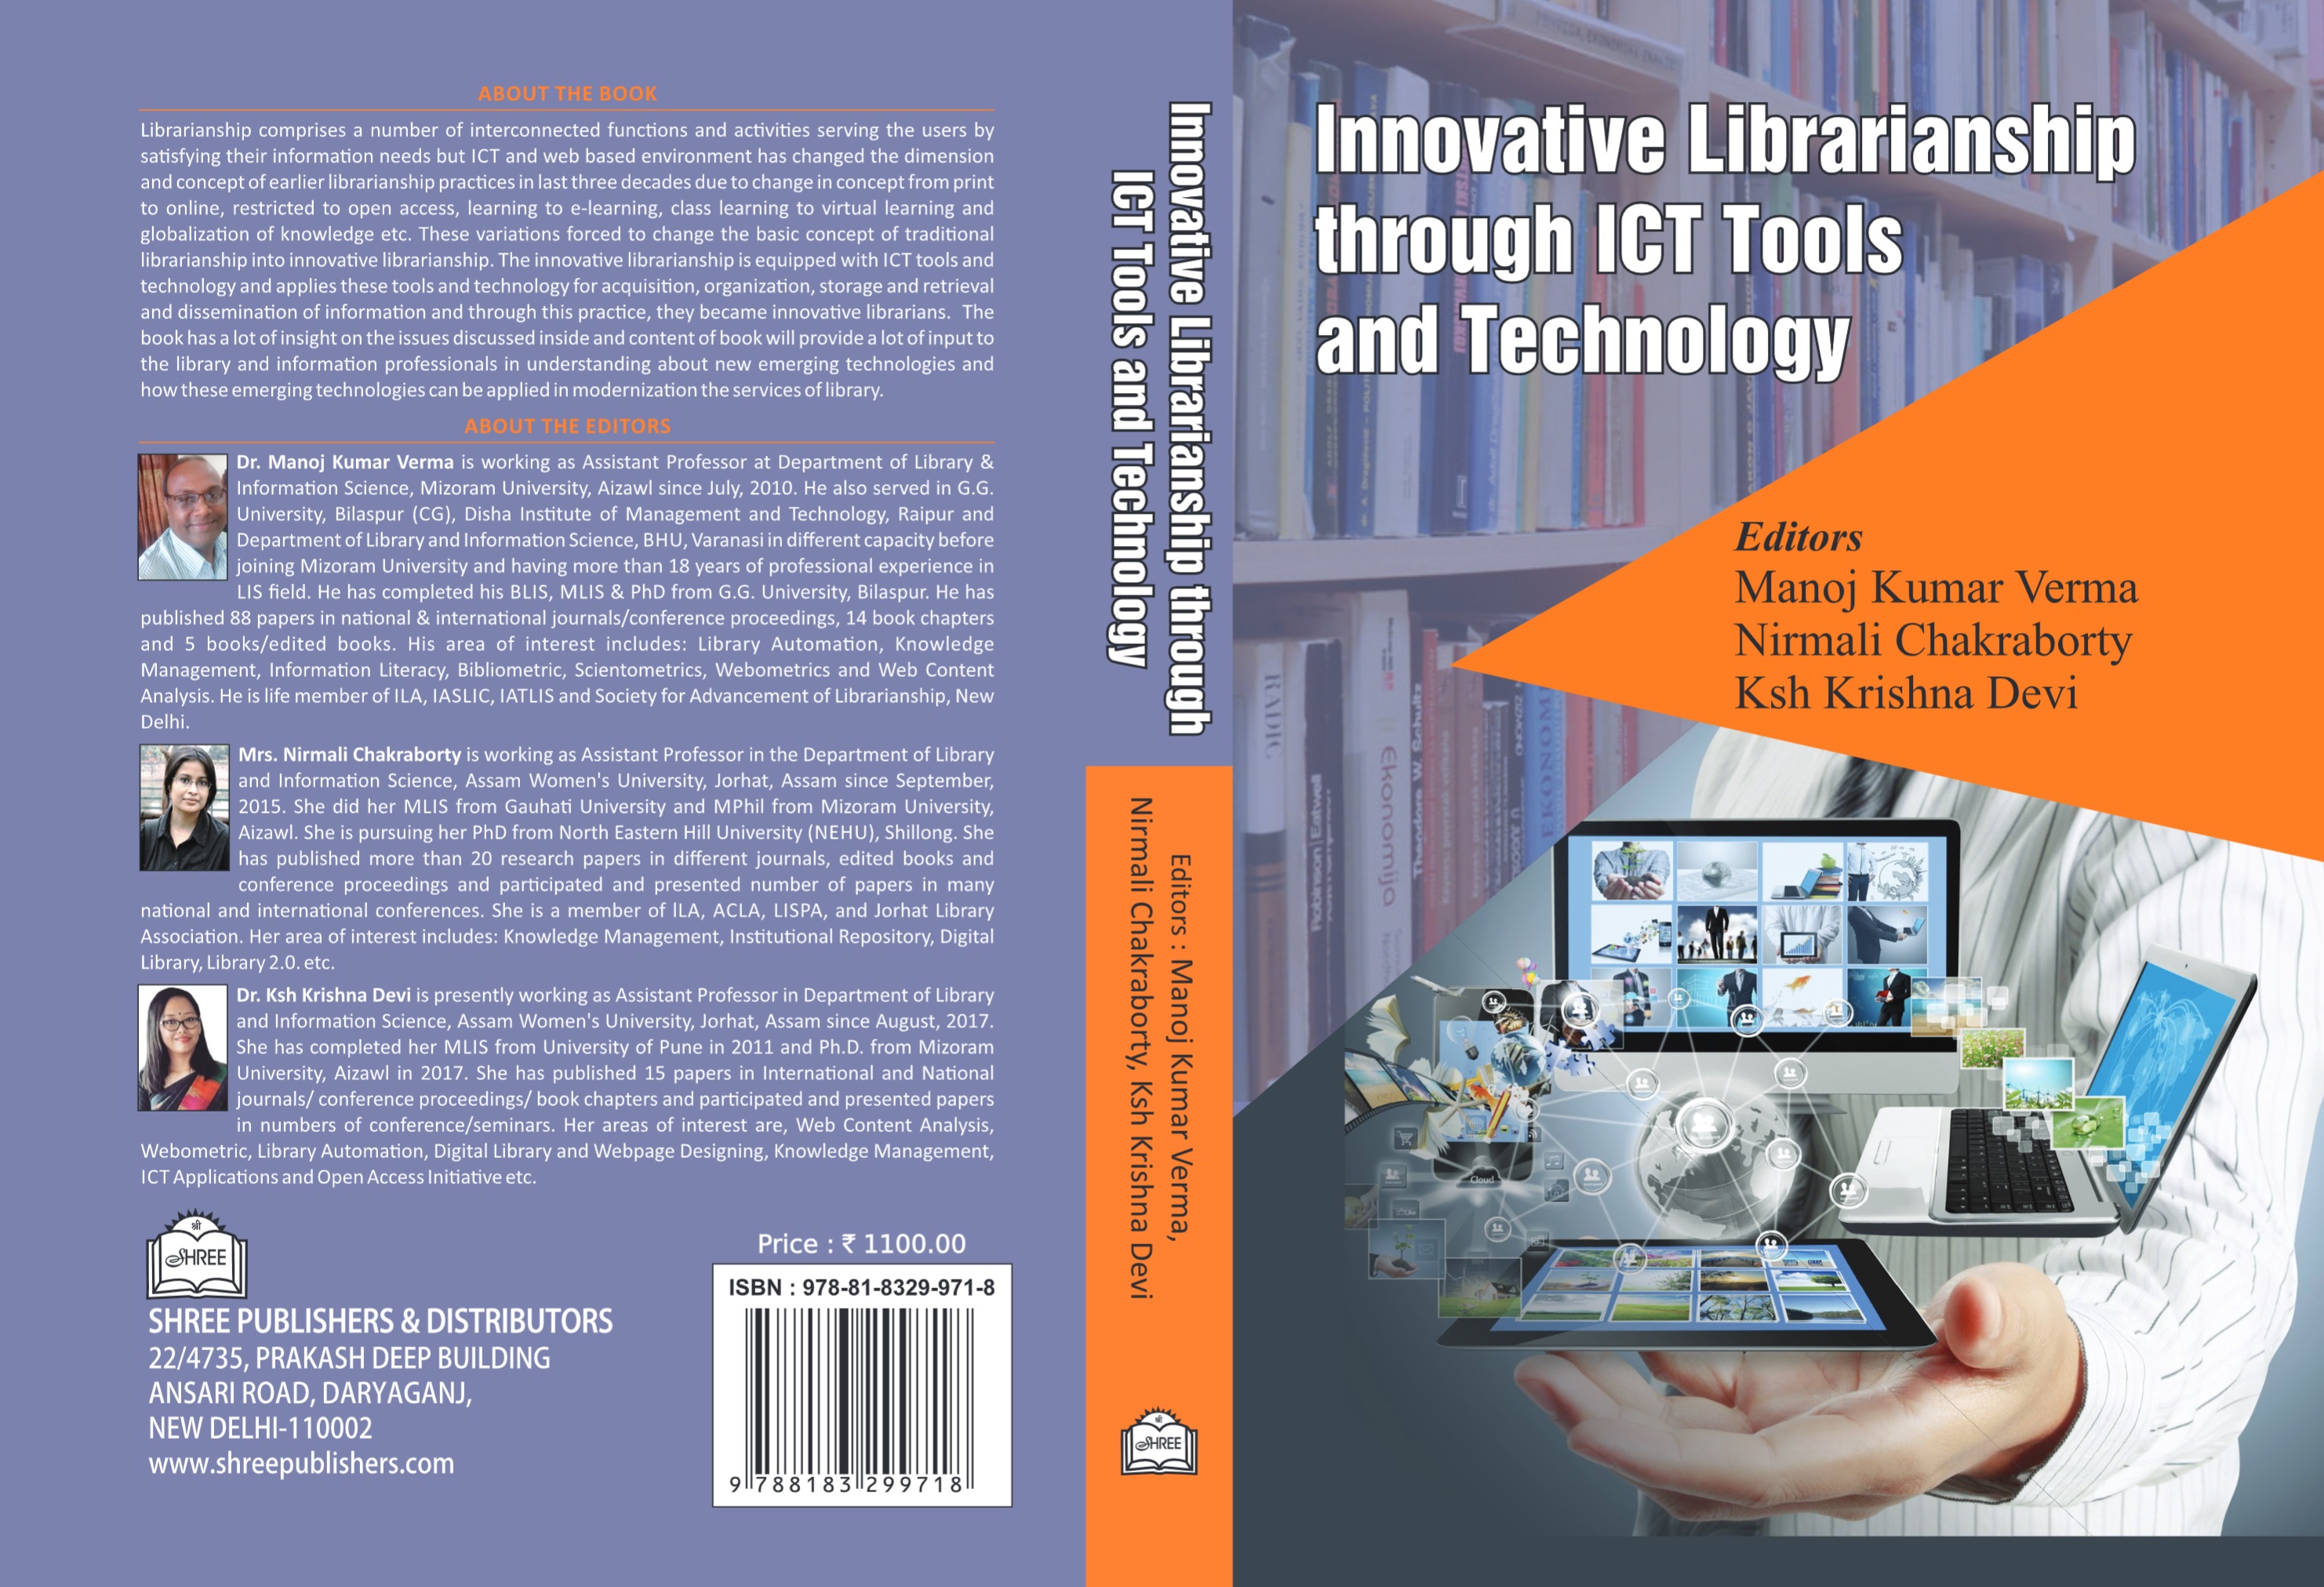 ABOUT THE BOOK
Librarianship comprises a number of interconnected functions and activities serving the users by
satisfying their information needs but ICT and web based environment has changed the dimension
and concept of earlier librarianship practices in last three decades due to change in concept from print
to online, restricted to open access, learning to e-learning, class learning to virtual learning and
globalization of knowledge etc. These variations forced to change the basic concept of traditional
librarianship into innovative librarianship. The innovative librarianship is equipped with ICT tools and
technology and applies these tools and technology for acquisition, organization, storage and retrieval
and dissemination of information and through this practice, they became innovative librarians. The
book has a lot of insight on the issues discussed inside and content of book will provide a lot of input to
the library and information professionals in understanding about new emerging technologies and
how these emerging technologies can be applied in modernization the services of library.
ABOUT THE EDITORS
Dr. Manoj Kumar Verma is working as Assistant Professor at Department of Library &
Information Science, Mizoram University, Aizawl since July, 2010. He also served in G.G.
University, Bilaspur (CG), Disha Institute of Management and Technology, Raipur and
Department of Library and Information Science, BHU, Varanasi in different capacity before
joining Mizoram University and having more than 18 years of professional experience in
LIS field. He has completed his BLIS, MLIS & PhD from G.G. University, Bilaspur. He has
published 88 papers in national & international journals/conference proceedings, 14 book chapters
and 5 books/edited books. His area of interest includes: Library Automation, Knowledge
Management, Information Literacy, Bibliometric, Scientometrics, Webometrics and Web Content
Analysis. He is life member of ILA, IASLIC, IATLIS and Society for Advancement of Librarianship, New
Delhi.
Mrs. Nirmali Chakraborty is working as Assistant Professor in the Department of Library
and Information Science, Assam Women's University, Jorhat, Assam since September,
2015. She did her MLIS from Gauhati University and MPhil from Mizoram University,
Aizawl. She is pursuing her PhD from North Eastern Hill University (NEHU), Shillong. She
has published more than 20 research papers in different journals, edited books and
conference proceedings and participated and presented number of papers in many
national and international conferences. She is a member of ILA, ACLA, LISPA, and Jorhat Library
Association. Her area of interest includes: Knowledge Management, Institutional Repository, Digital
Library, Library 2.0. etc.
Dr. Ksh Krishna Devi is presently working as Assistant Professor in Department of Library
and Information Science, Assam Women's University, Jorhat, Assam since August, 2017.
She has completed her MLIS from University of Pune in 2011 and Ph.D. from Mizoram
University, Aizawl in 2017. She has published 15 papers in International and National
journals/ conference proceedings/ book chapters and participated and presented papers
in numbers of conference/seminars. Her areas of interest are, Web Content Analysis,
Webometric, Library Automation, Digital Library and Webpage Designing, Knowledge Management,
ICT Applications and Open Access Initiative etc.
श्री
SHREE
SHREE PUBLISHERS & DISTRIBUTORS
22/4735, PRAKASH DEEP BUILDING
ANSARI ROAD, DARYAGANJ,
NEW DELHI-110002
www.shreepublishers.com
Price : ₹ 1100.00
ISBN : 978-81-8329-971-8
9 788183 299718
Innovative Librarianship through
ICT Tools and Technology
Editors : Manoj Kumar Verma,
Nirmali Chakraborty, Ksh Krishna Devi
श्री
SHREE
Innovative Librarianship
through ICT Tools
and Technology
Editors
Manoj Kumar Verma
Nirmali Chakraborty
Ksh Krishna Devi
RADIC
Robinson Eatwell
Ekonomija
Theodore W. Schultz
EKONOM
Cloud